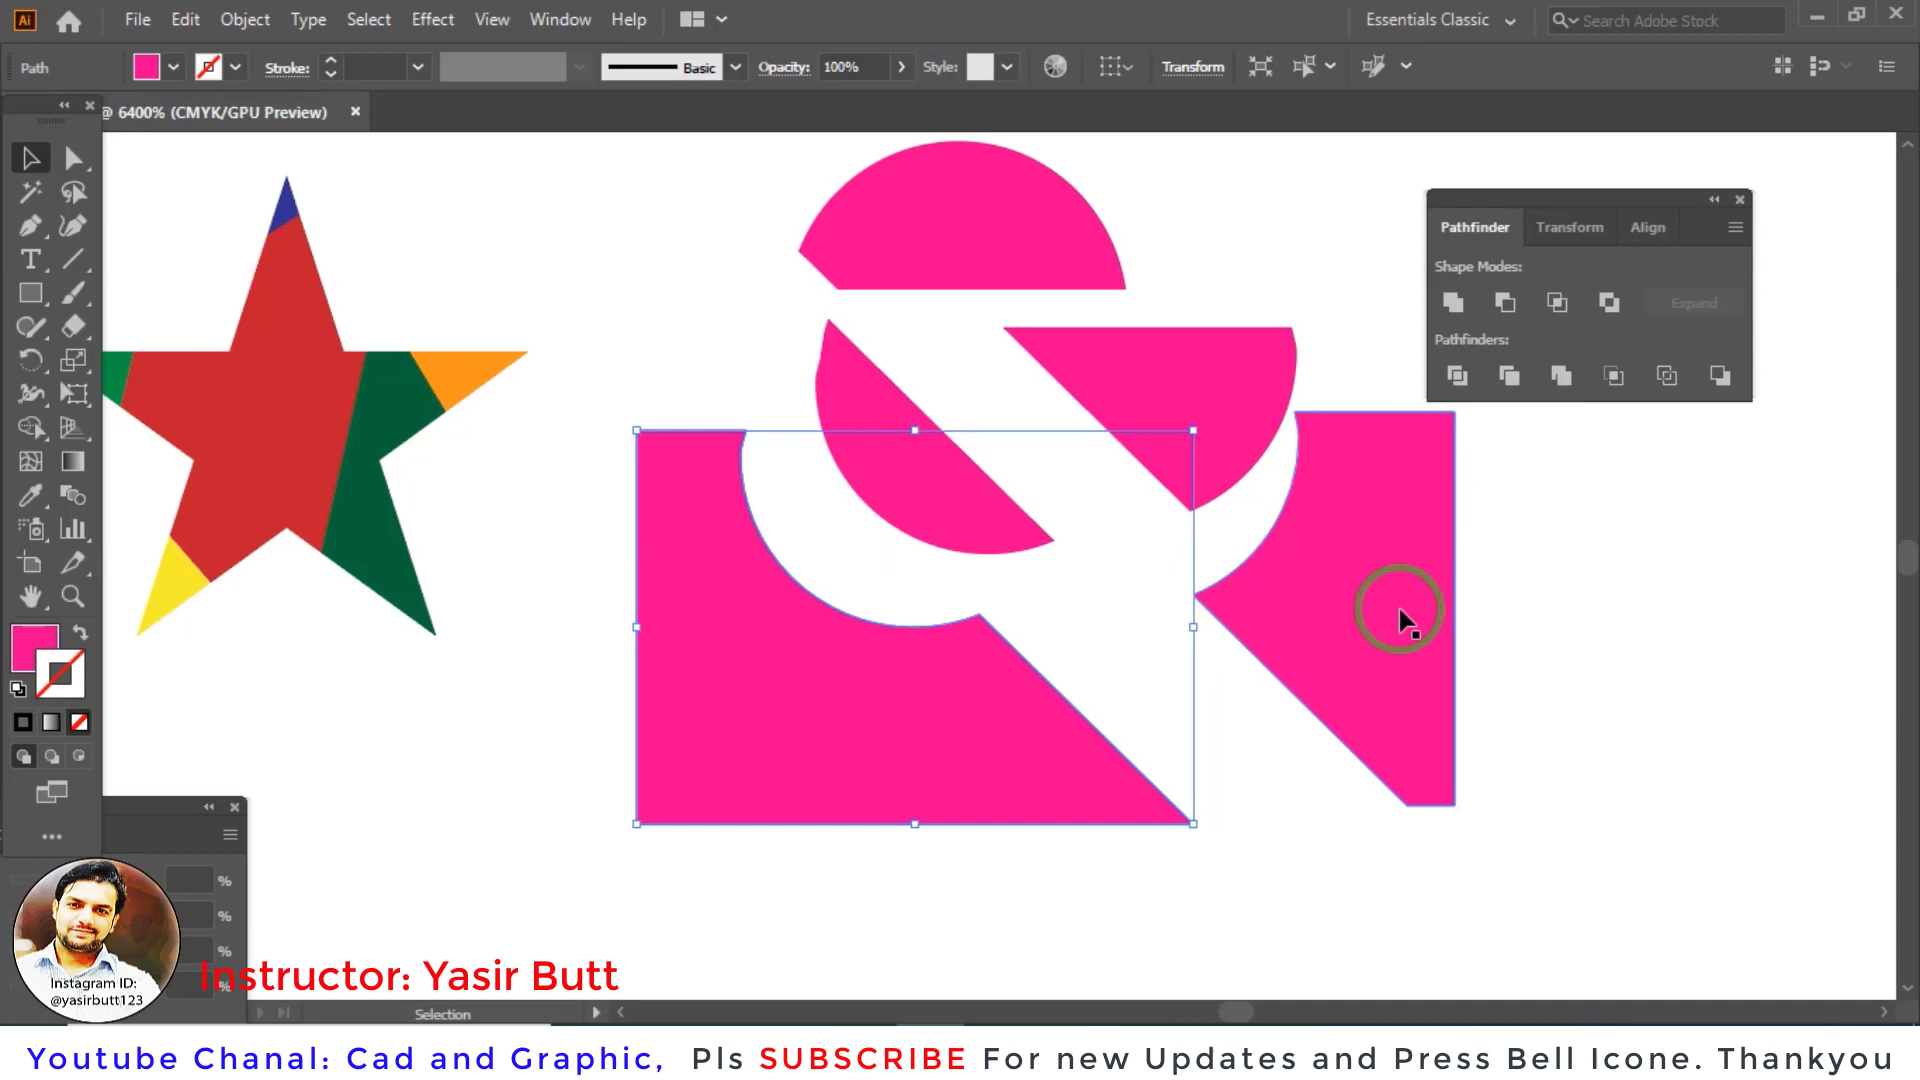 Ai File Edit Object Type Select Effect View Window Help Essentials Classic Search Adobe Stock
Path Stroke: Basic Opacity: 100% Style: Transform
@ 6400% (CMYK/GPU Preview)
Pathfinder Transform Align
Shape Modes:
Expand
Pathfinders:
%
%
%
%
Instagram ID:
@yasirbutt123
Instructor: Yasir Butt
Selection
Youtube Chanal: Cad and Graphic, Pls SUBSCRIBE For new Updates and Press Bell Icone. Thankyou